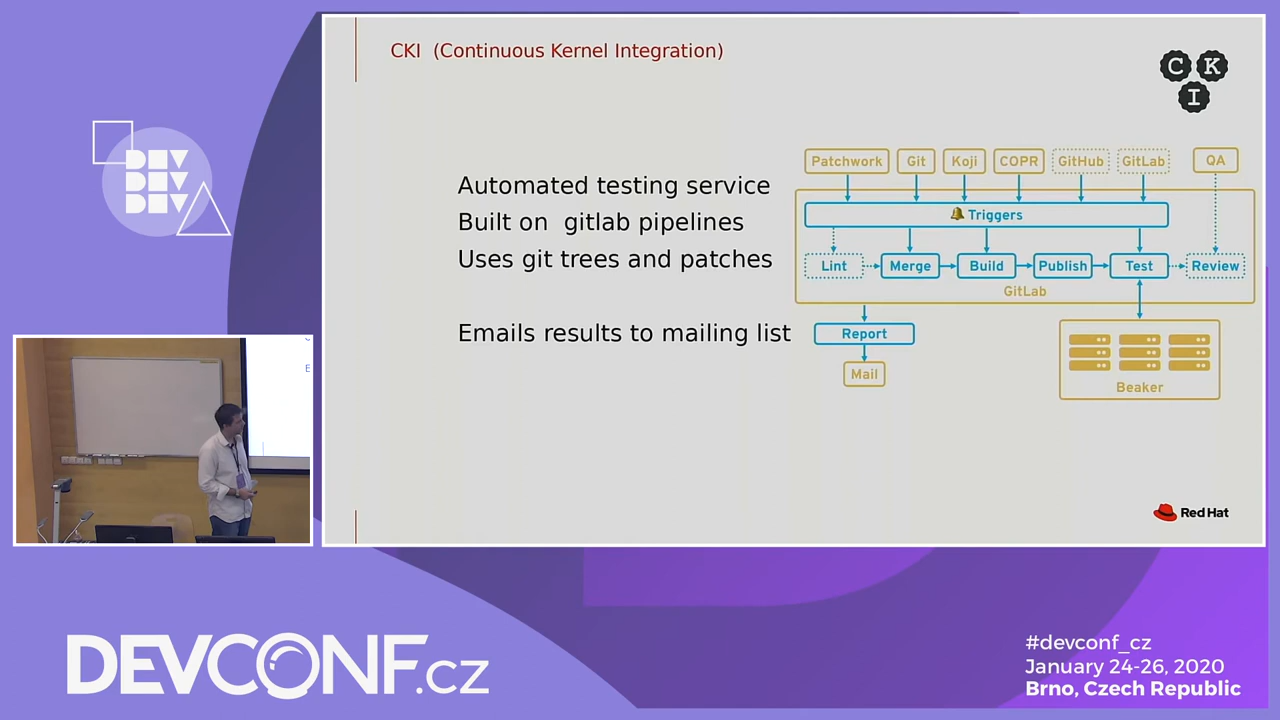 CKI (Continuous Kernel Integration)
C K
I
Automated testing service
Built on gitlab pipelines
Uses git trees and patches
Emails results to mailing list
Patchwork Git Koji COPR GitHub GitLab QA
Triggers
Lint Merge Build Publish Test Review
GitLab
Report
Mail
Beaker
Red Hat
DEV
DEV
DEV
E
DEVCONF.cz
#devconf_cz
January 24-26, 2020
Brno, Czech Republic